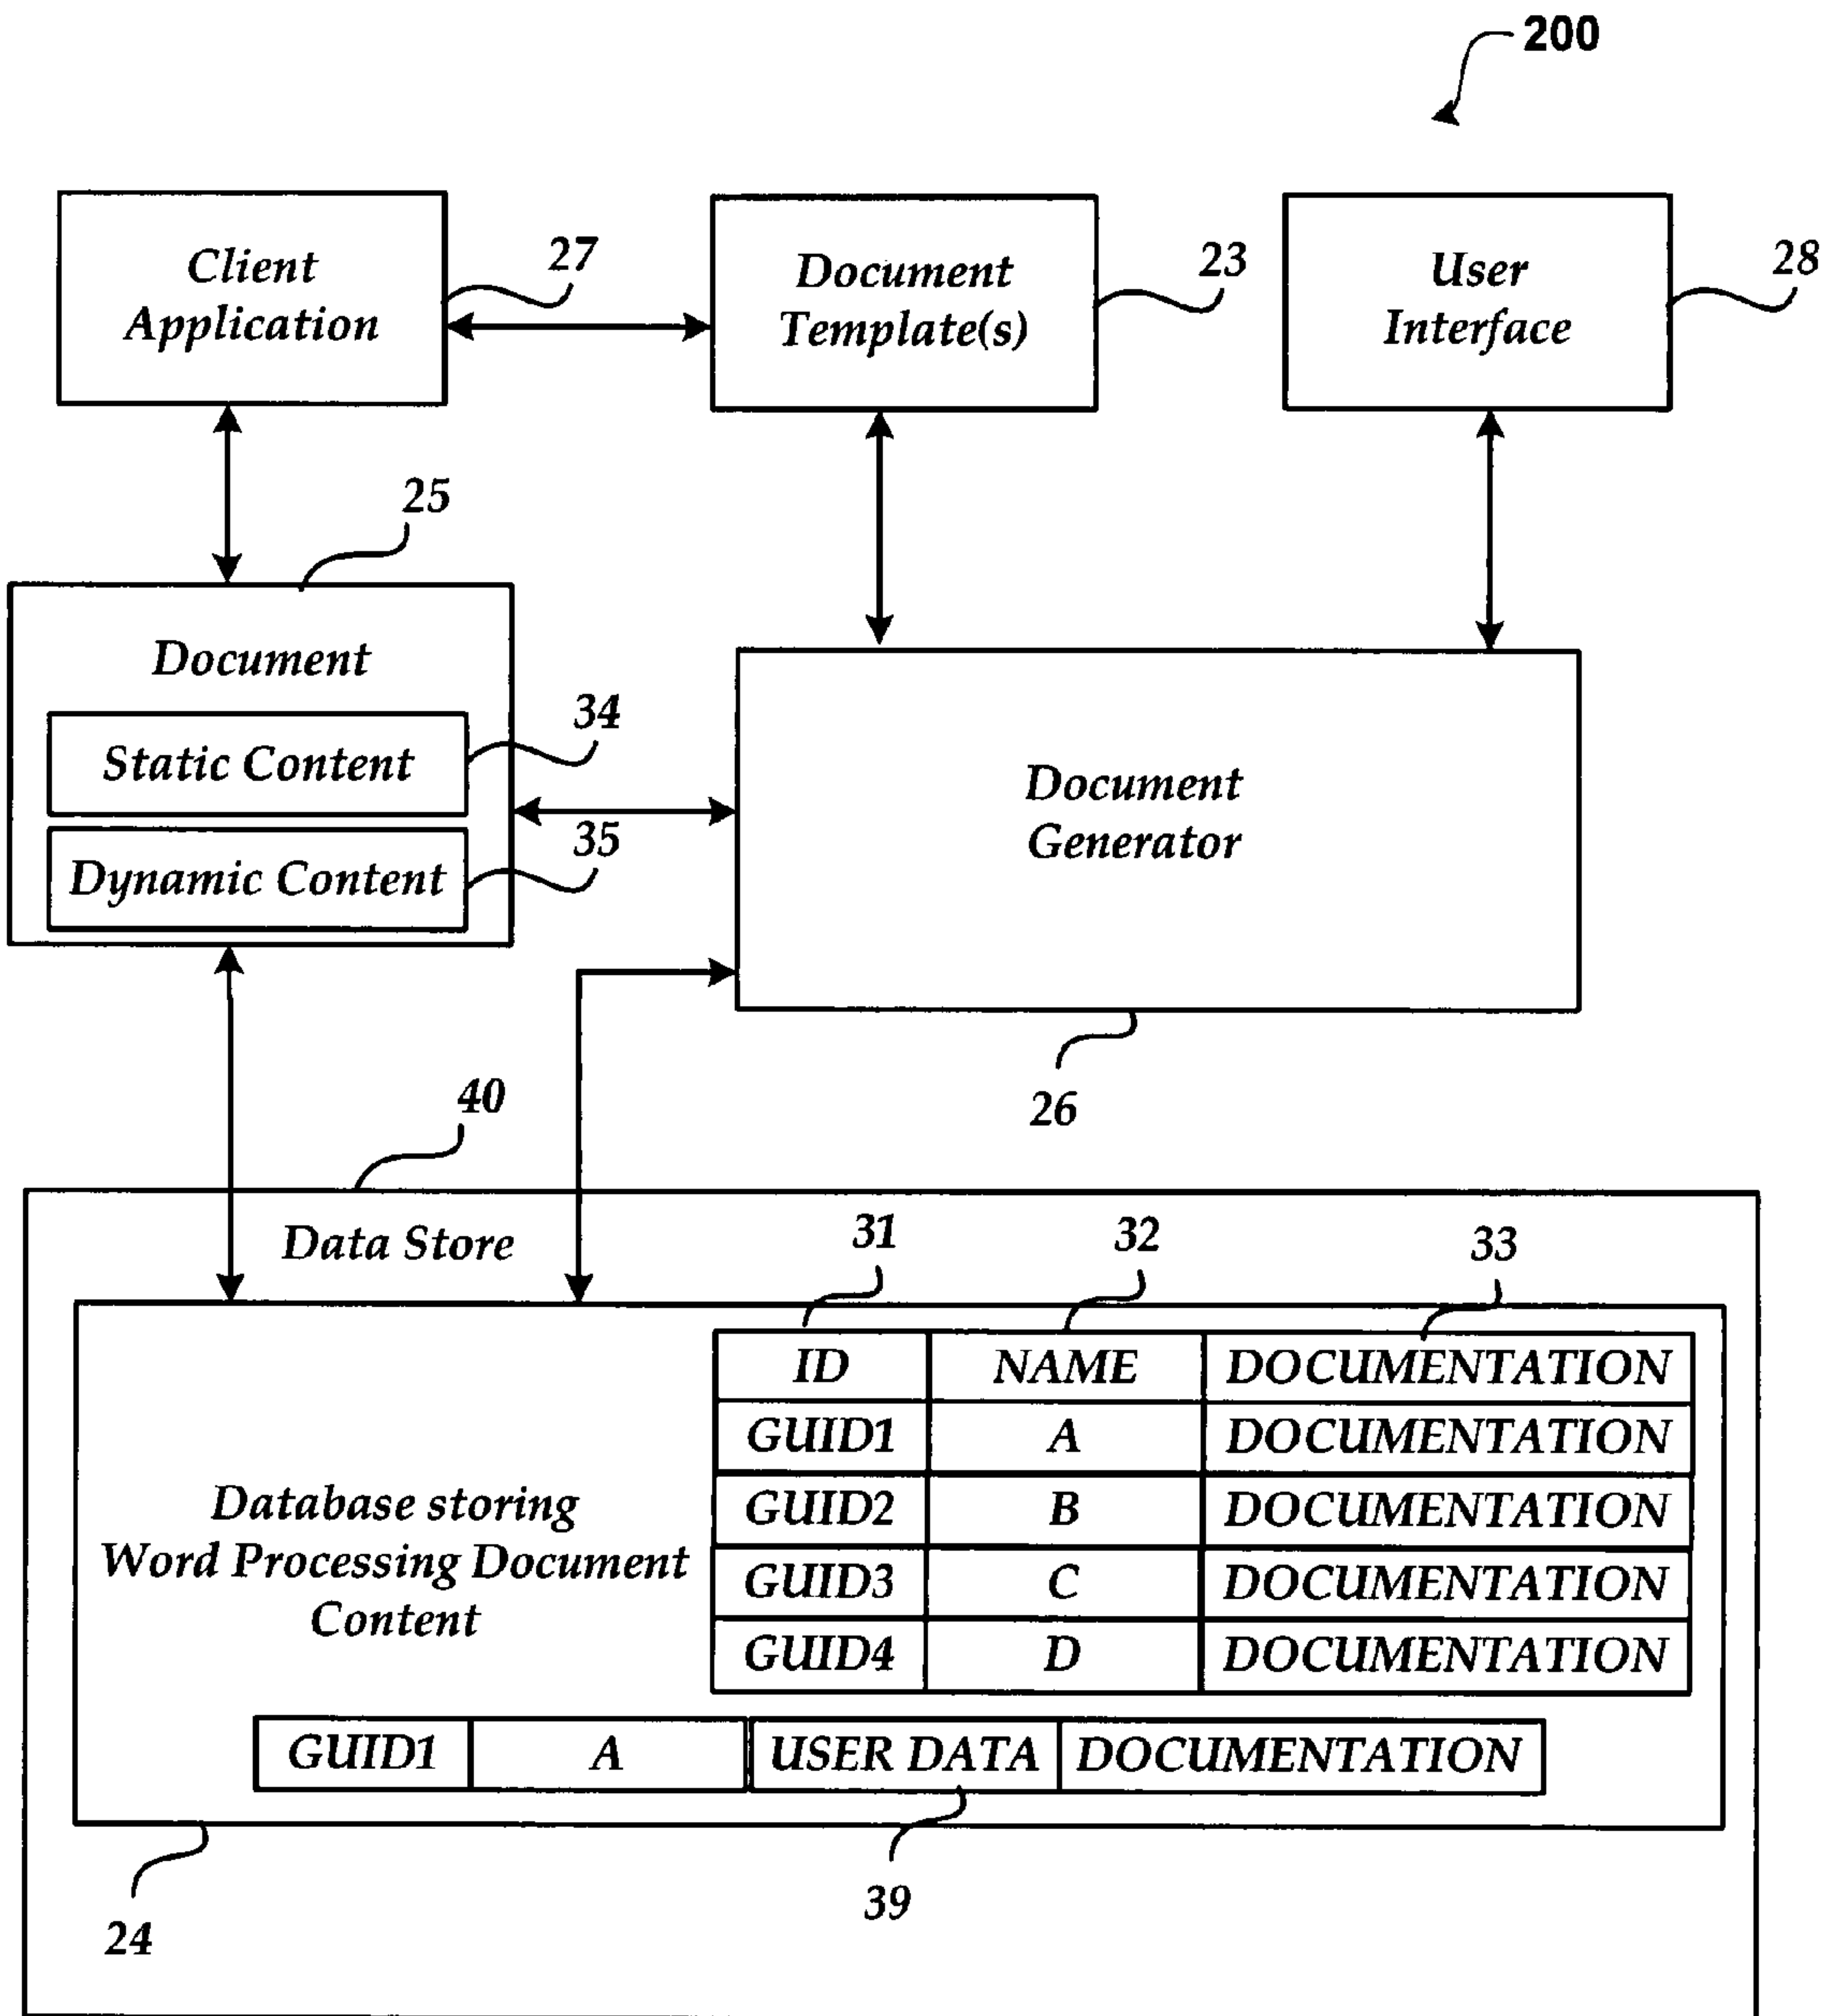 200
Client
Application
27
Document
Template(s)
23
User
Interface
28
25
Document
Static Content
34
Dynamic Content
35
Document
Generator
26
40
Data Store
31
32
33
ID NAME DOCUMENTATION
GUID1 A DOCUMENTATION
GUID2 B DOCUMENTATION
GUID3 C DOCUMENTATION
GUID4 D DOCUMENTATION
Database storing
Word Processing Document
Content
GUID1 A USER DATA DOCUMENTATION
24
39